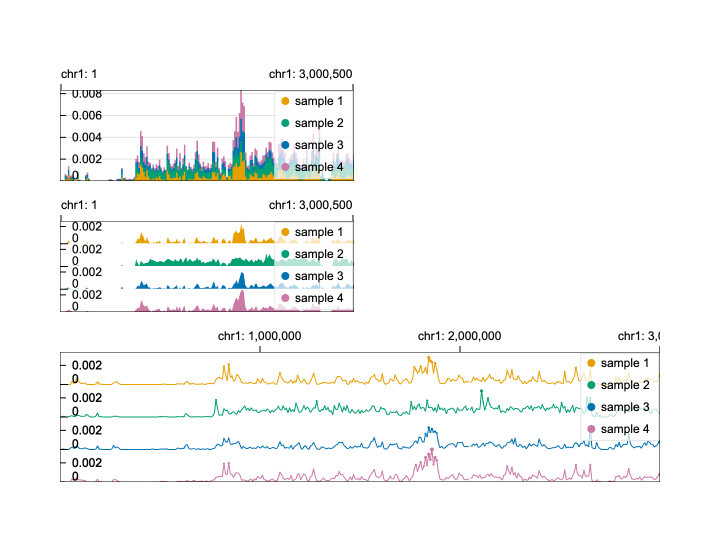 chr1: 1 chr1: 3,000,500
0.008 sample 1
0.006 sample 2
0.004 sample 3
0.002 sample 4
0
chr1: 1 chr1: 3,000,500
0.002 sample 1
0
0.002 sample 2
0
0.002 sample 3
0
0.002 sample 4
0
chr1: 1,000,000 chr1: 2,000,000 chr1: 3,0
0.002 sample 1
0 sample 2
0.002
0 sample 3
0.002 sample 4
0
0.002
0